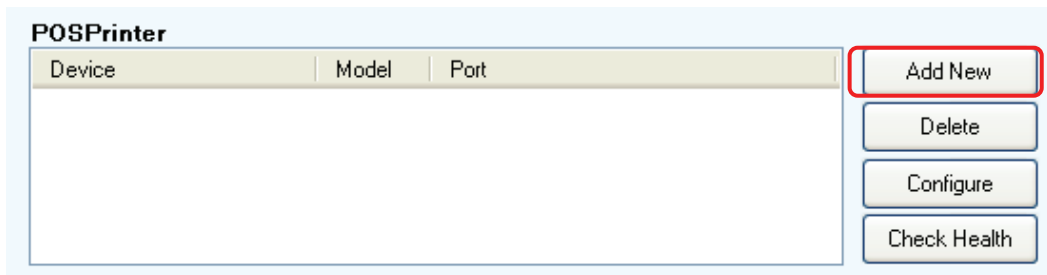 POSPrinter
Device Model Port
Add New
Delete
Configure
Check Health